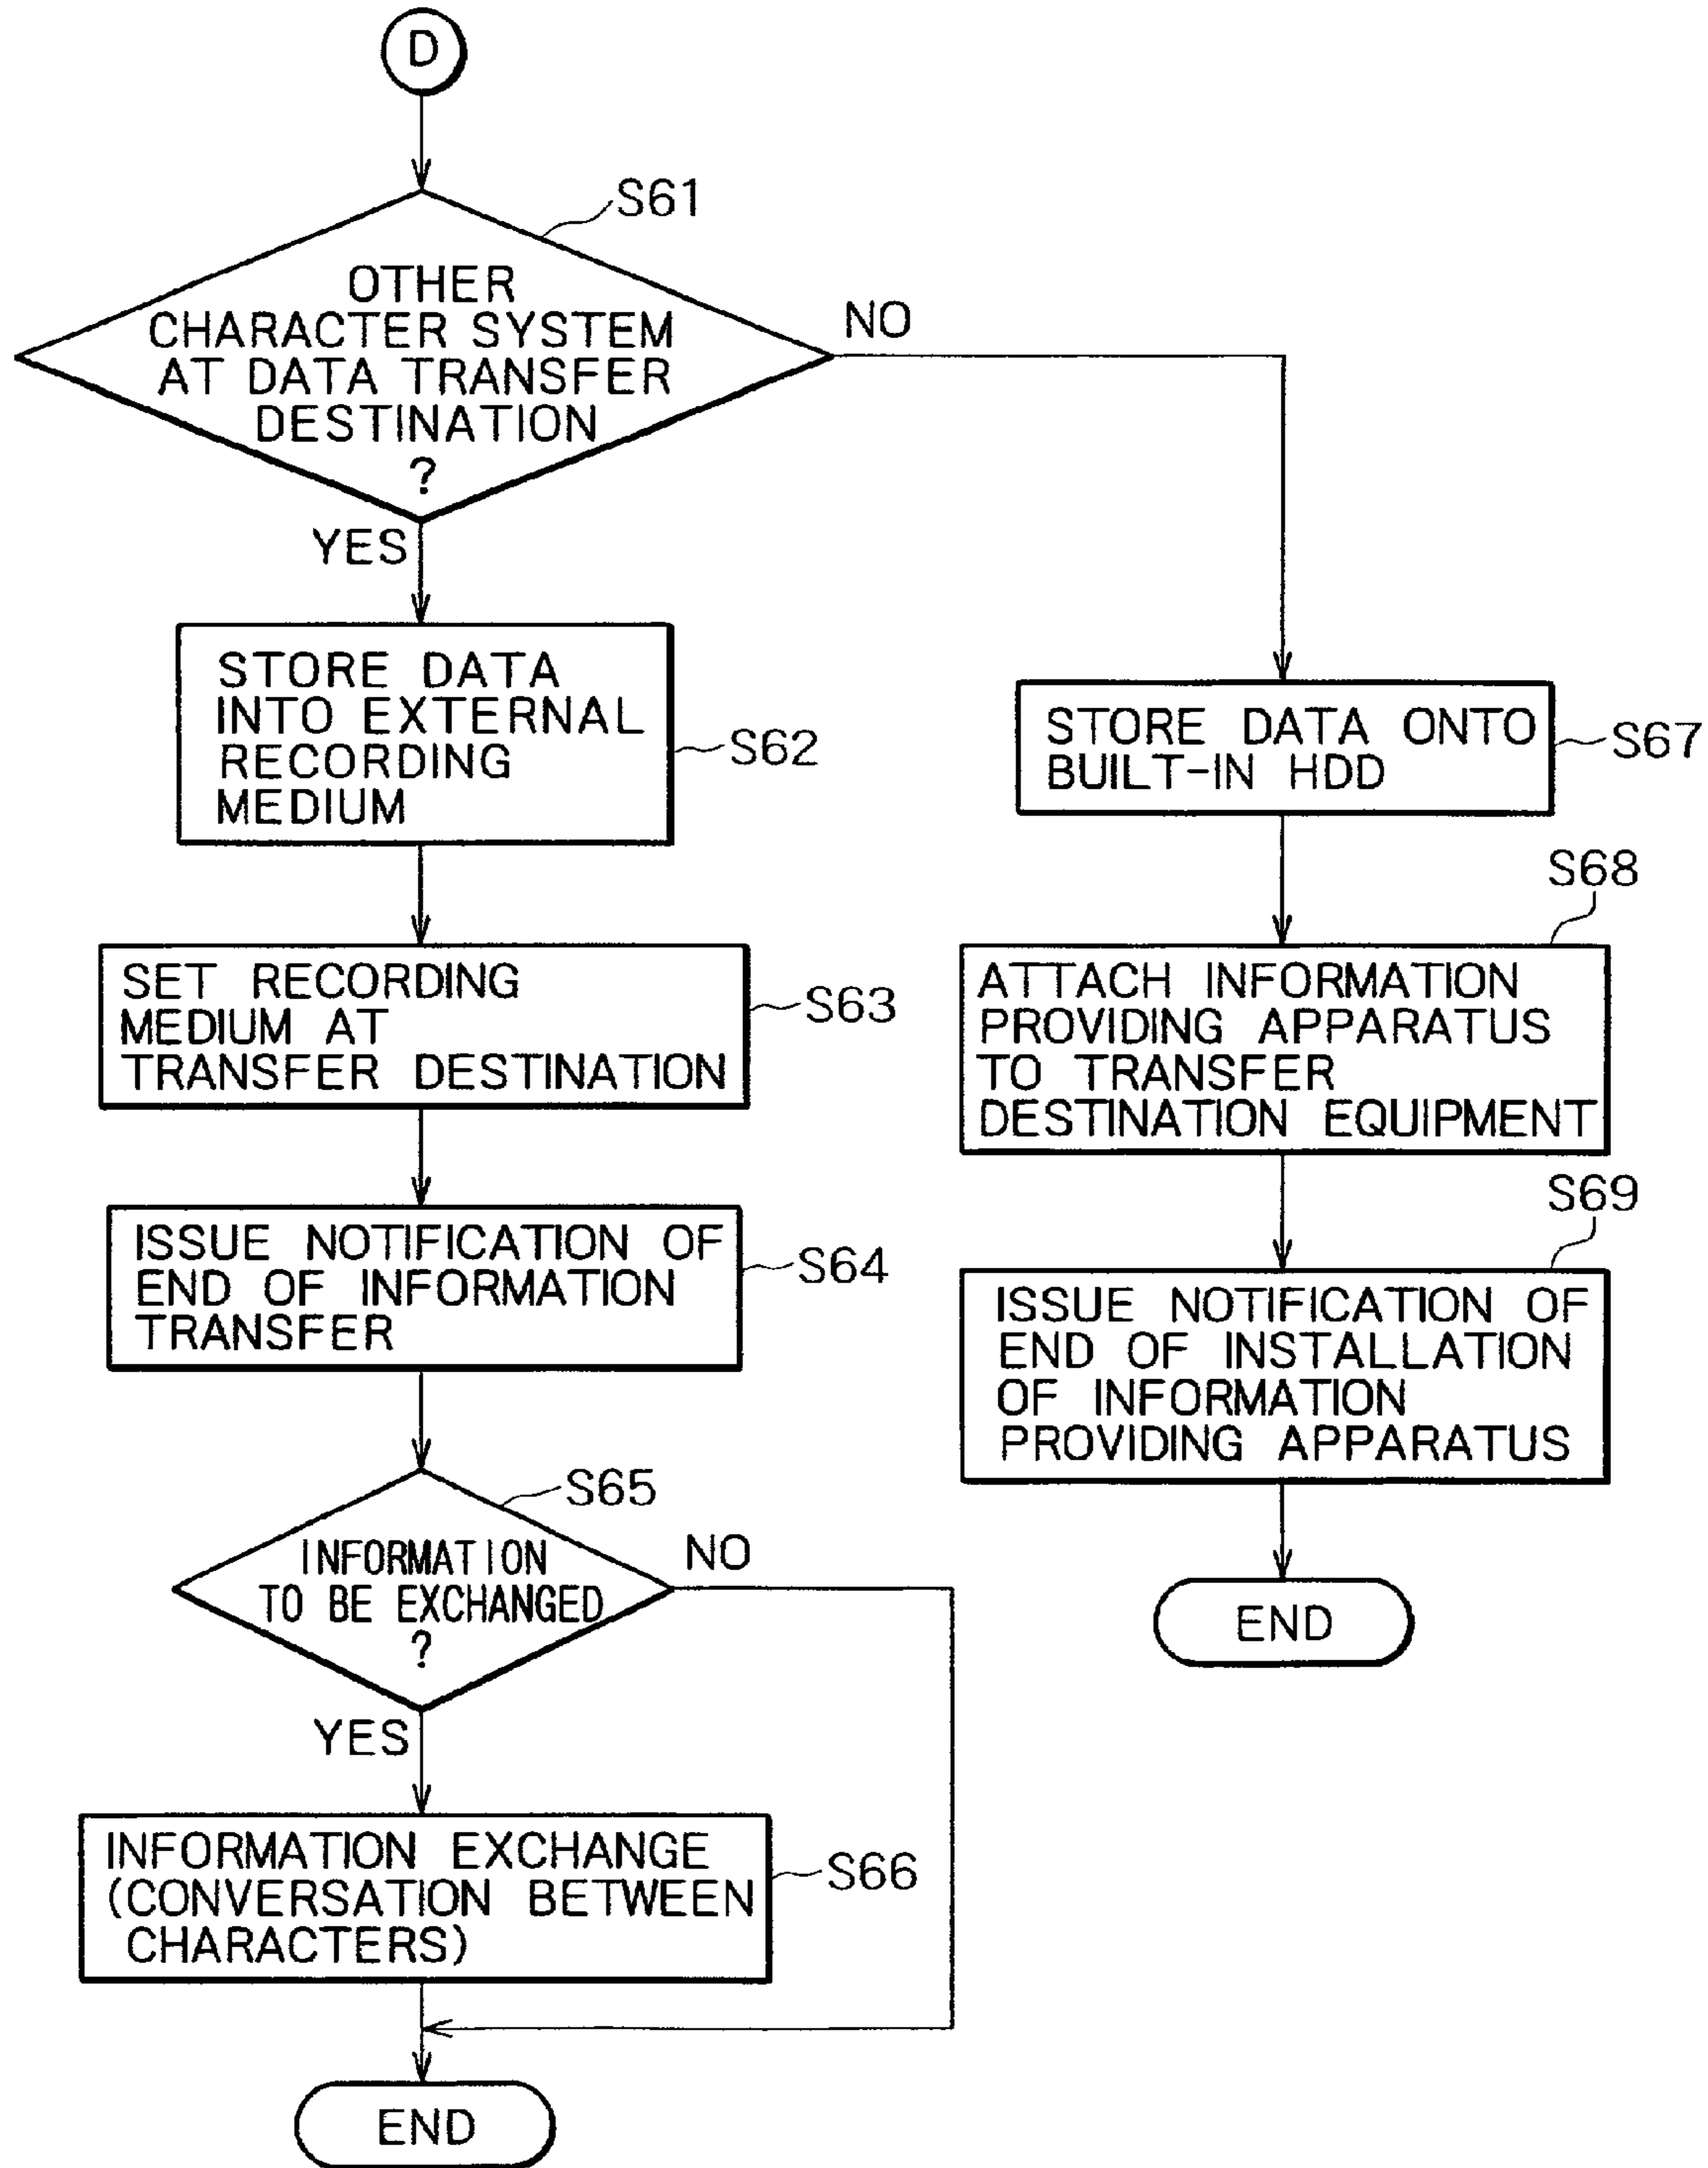 D
S61
OTHER
CHARACTER SYSTEM
AT DATA TRANSFER
DESTINATION
?
NO
YES
STORE DATA
INTO EXTERNAL
RECORDING
MEDIUM
S62
STORE DATA ONTO
BUILT-IN HDD
S67
S68
SET RECORDING
MEDIUM AT
TRANSFER DESTINATION
S63
ATTACH INFORMATION
PROVIDING APPARATUS
TO TRANSFER
DESTINATION EQUIPMENT
S69
ISSUE NOTIFICATION OF
END OF INFORMATION
TRANSFER
S64
ISSUE NOTIFICATION OF
END OF INSTALLATION
OF INFORMATION
PROVIDING APPARATUS
S65
INFORMATION
TO BE EXCHANGED
?
NO
END
YES
INFORMATION EXCHANGE
(CONVERSATION BETWEEN
CHARACTERS)
S66
END